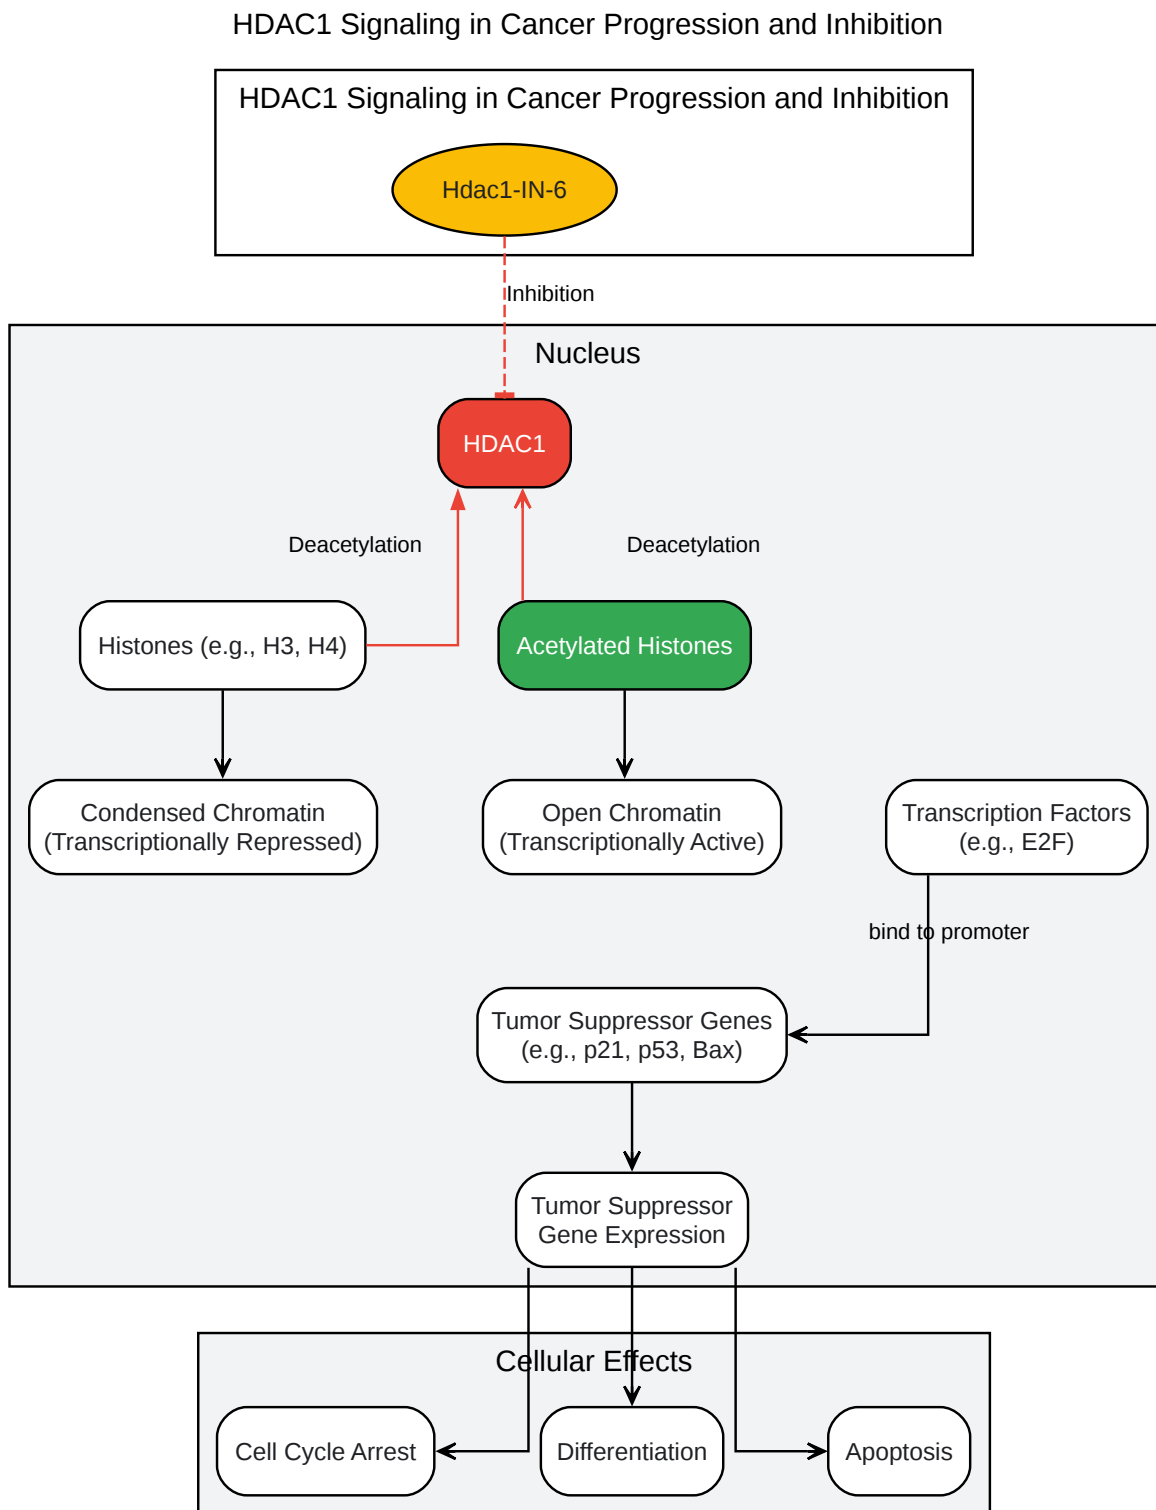 HDAC1 Signaling in Cancer Progression and Inhibition
HDAC1 Signaling in Cancer Progression and Inhibition
Hdac1-IN-6
Inhibition
Nucleus
HDAC1
Deacetylation
Deacetylation
Histones (e.g., H3, H4)
Acetylated Histones
Condensed Chromatin
(Transcriptionally Repressed)
Open Chromatin
(Transcriptionally Active)
Transcription Factors
(e.g., E2F)
bind to promoter
Tumor Suppressor Genes
(e.g., p21, p53, Bax)
Tumor Suppressor
Gene Expression
Cellular Effects
Cell Cycle Arrest
Differentiation
Apoptosis